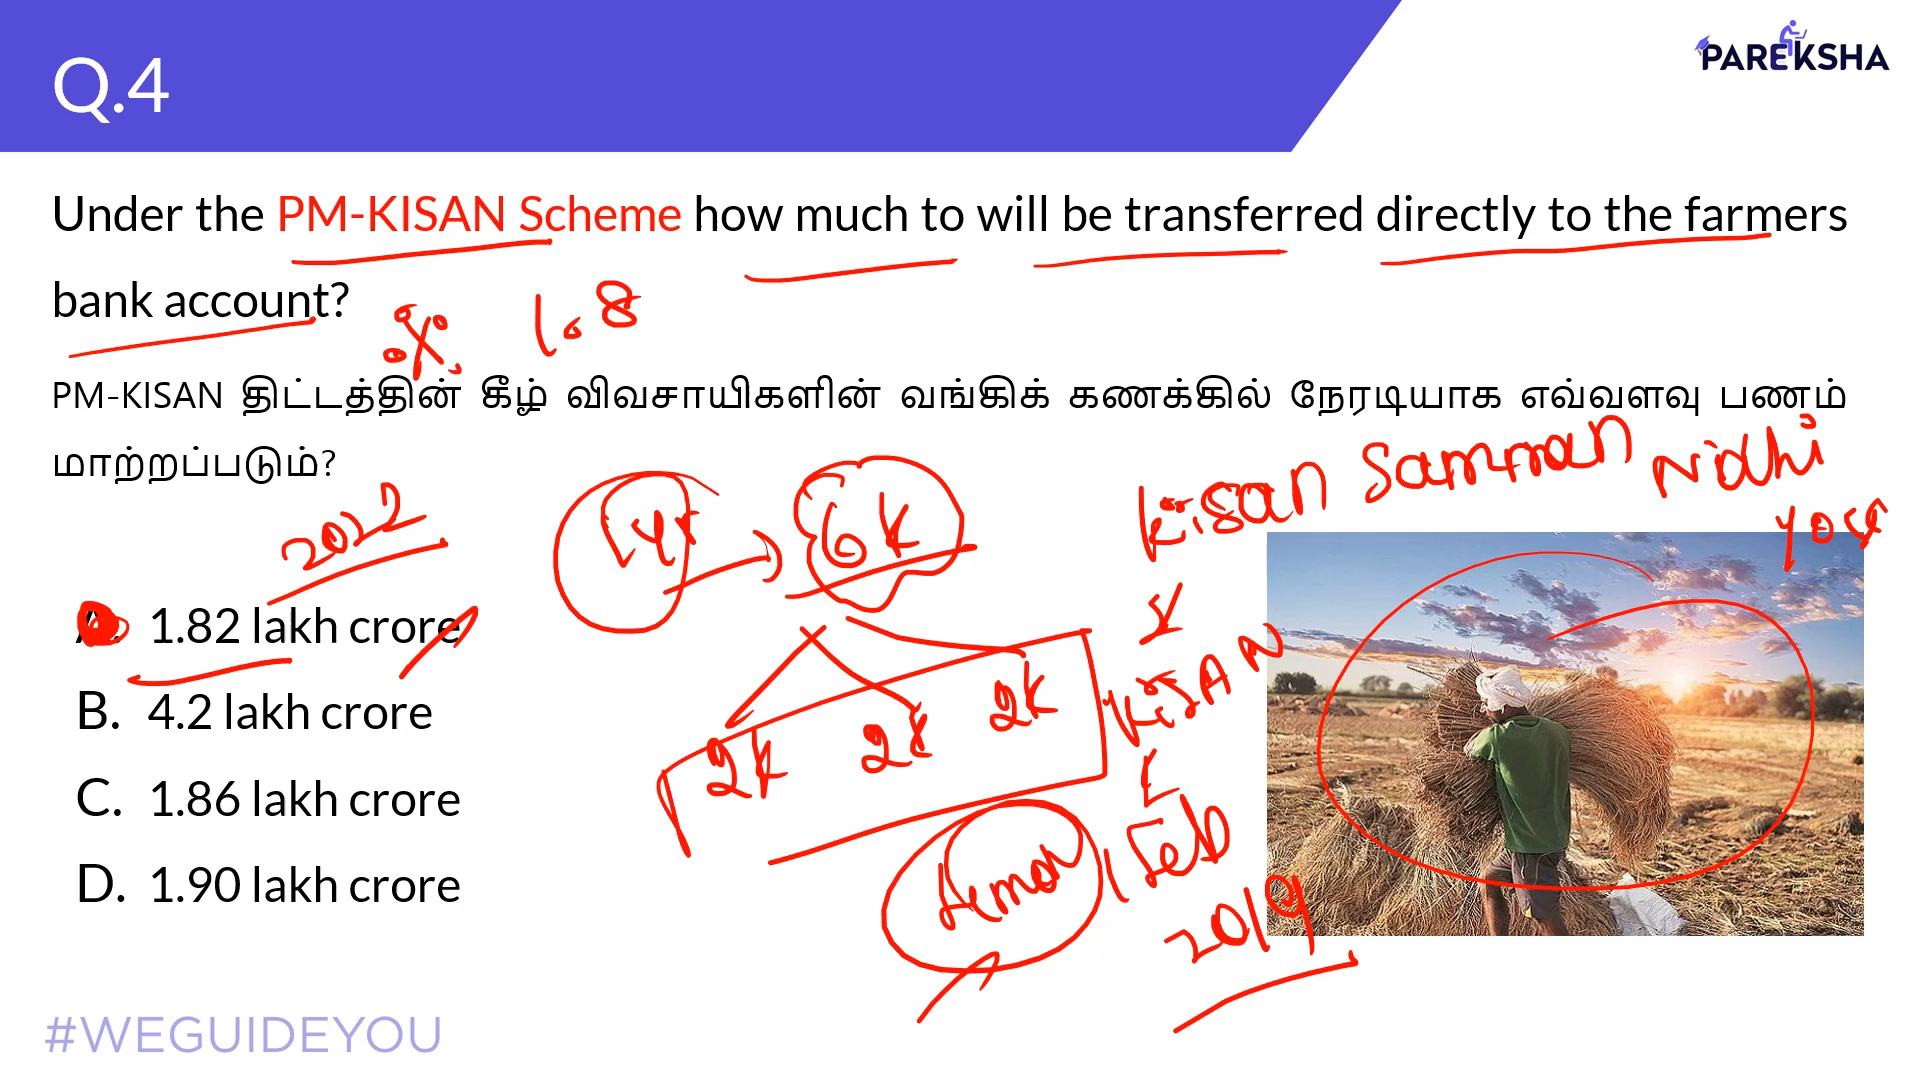 Q.4
PAREKSHA
Under the PM-KISAN Scheme how much to will be transferred directly to the farmers
bank account?
1.8
PM-KISAN திட்டத்தின் கீழ் விவசாயிகளின் வங்கிக் கணக்கில் நேரடியாக எவ்வளவு பணம்
மாற்றப்படும்?
Kisan Samman Nidhi
2022
1yr
6k
A. 1.82 lakh crore
B. 4.2 lakh crore
C. 1.86 lakh crore
D. 1.90 lakh crore
2k 2k 2k
KISAN
1 Feb
2019
#WEGUIDEYOU